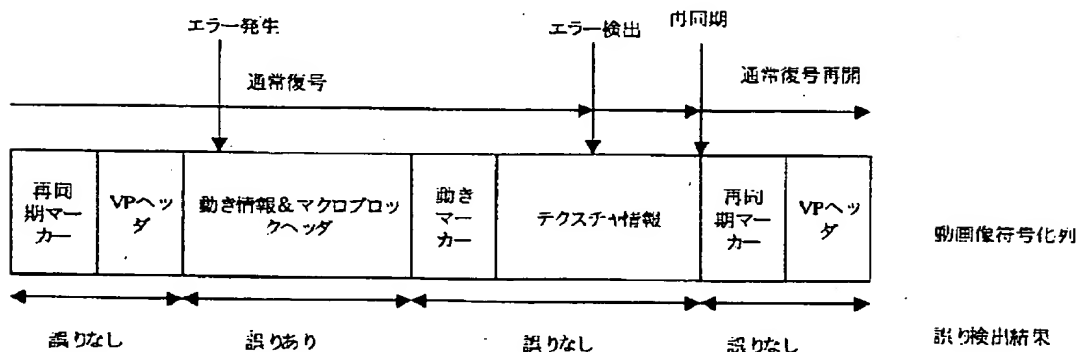 エラー発生
エラー検出
再同期
通常復号
通常復号再開
再同
期マー
カー
VPヘッ
ダ
動き情報&マクロブロッ
クヘッダ
動き
マー
カー
テクスチャ情報
再同
期マー
カー
VPヘッ
ダ
動画像符号化列
誤りなし
誤りあり
誤りなし
誤りなし
誤り検出結果